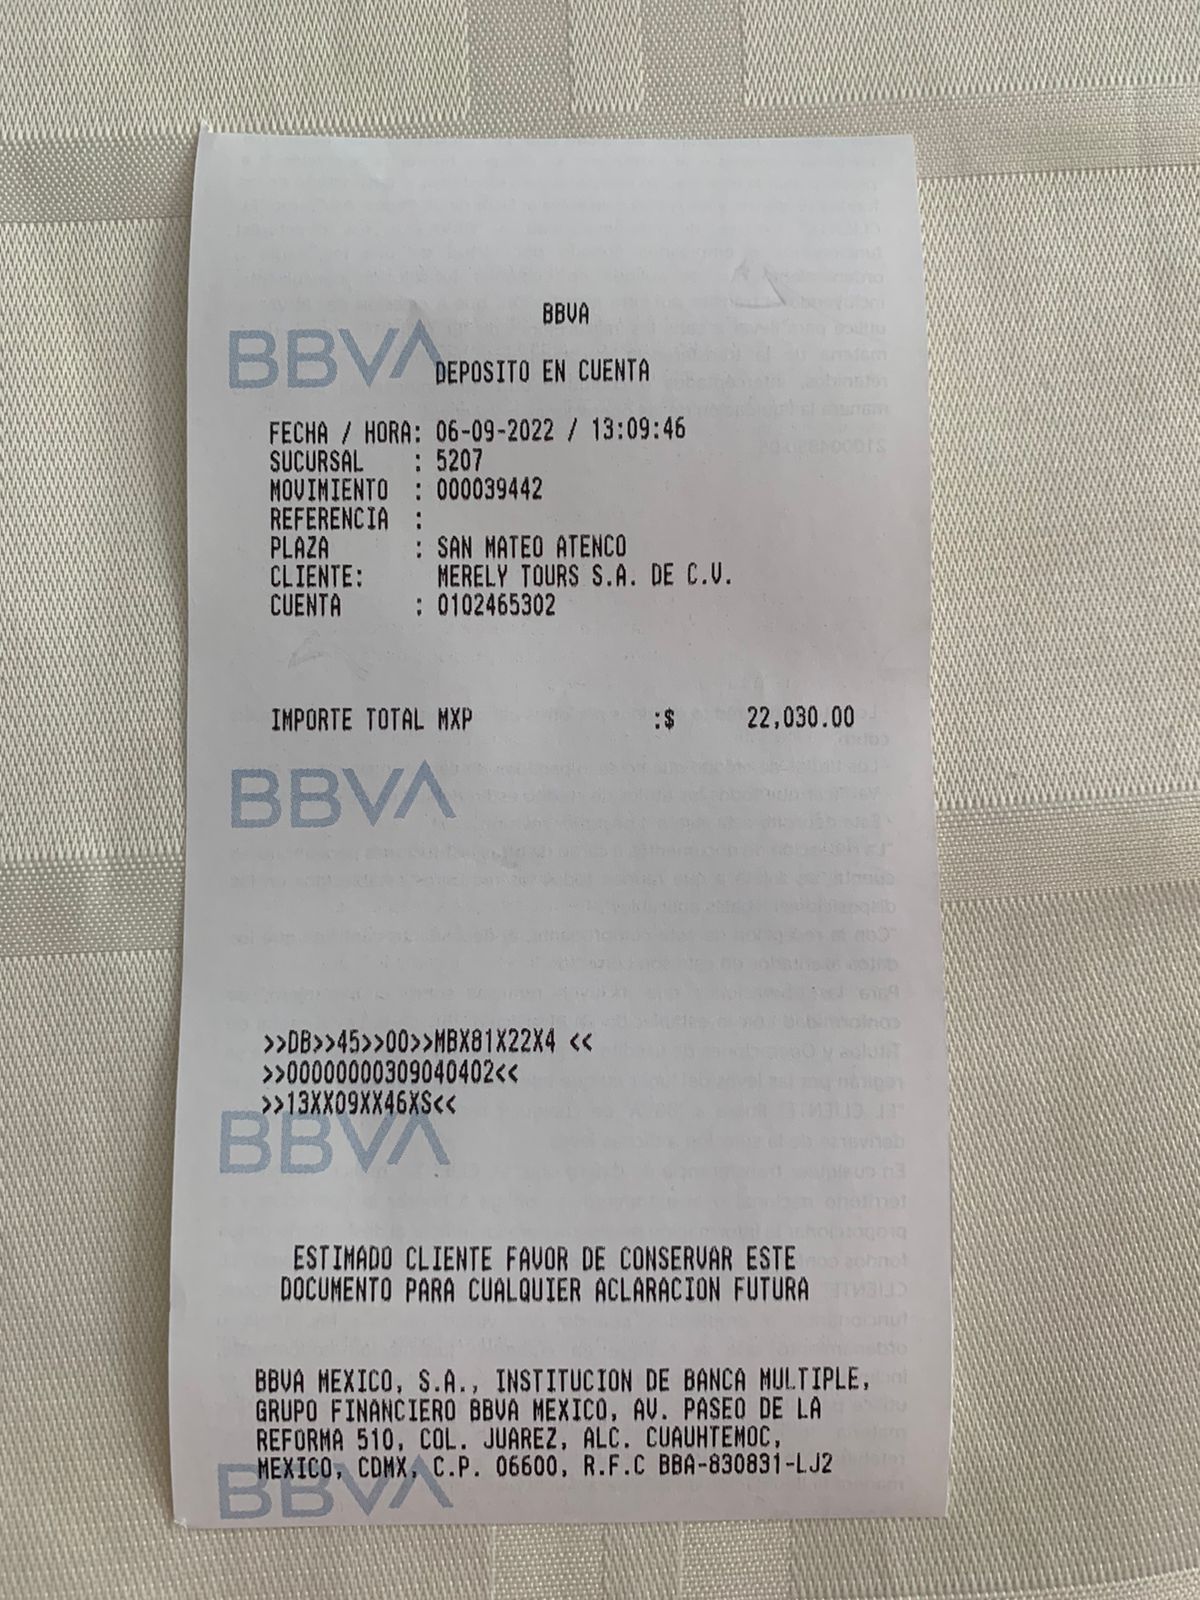 BBVA
BBVA
DEPOSITO EN CUENTA
FECHA / HORA: 06-09-2022 / 13:09:46
SUCURSAL : 5207
MOVIMIENTO : 000039442
REFERENCIA :
PLAZA : SAN MATEO ATENCO
CLIENTE: MERELY TOURS S.A. DE C.V.
CUENTA : 0102465302
IMPORTE TOTAL MXP :$ 22,030.00
BBVA
>>DB>>45>>00>>MBX81X22X4 <<
>>00000000309040402<<
>>13XX09XX46XS<<
BBVA
ESTIMADO CLIENTE FAVOR DE CONSERVAR ESTE
DOCUMENTO PARA CUALQUIER ACLARACION FUTURA
BBVA MEXICO, S.A., INSTITUCION DE BANCA MULTIPLE,
GRUPO FINANCIERO BBVA MEXICO, AV. PASEO DE LA
REFORMA 510, COL. JUAREZ, ALC. CUAUHTEMOC,
MEXICO, CDMX, C.P. 06600, R.F.C BBA-830831-LJ2
BBVA